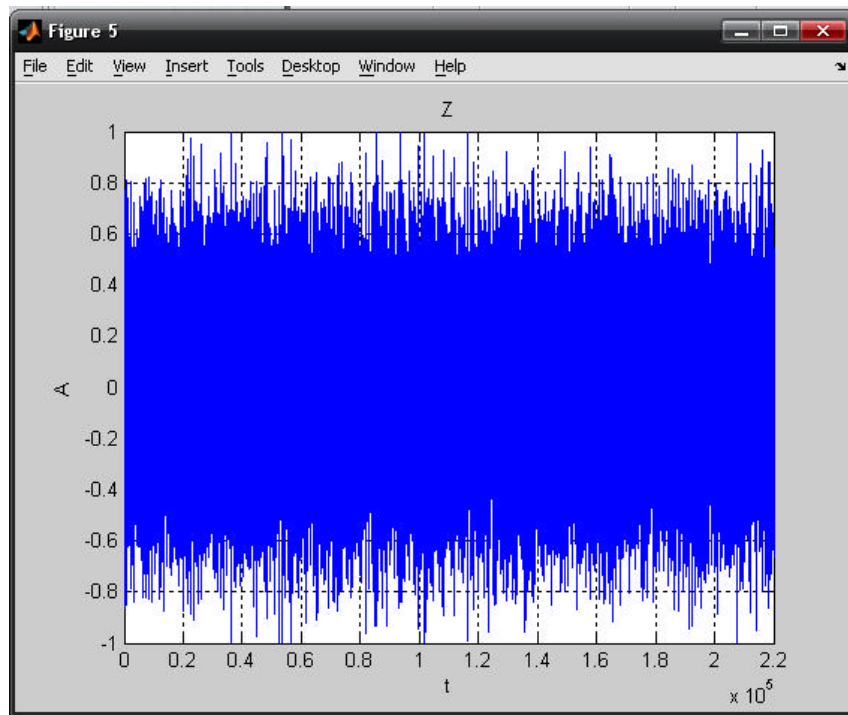 Figure 5
File Edit View Insert Tools Desktop Window Help
Z
1
0.8
0.6
0.4
0.2
0
-0.2
-0.4
-0.6
-0.8
-1
A
0 0.2 0.4 0.6 0.8 1 1.2 1.4 1.6 1.8 2 2.2
t
x 10^5